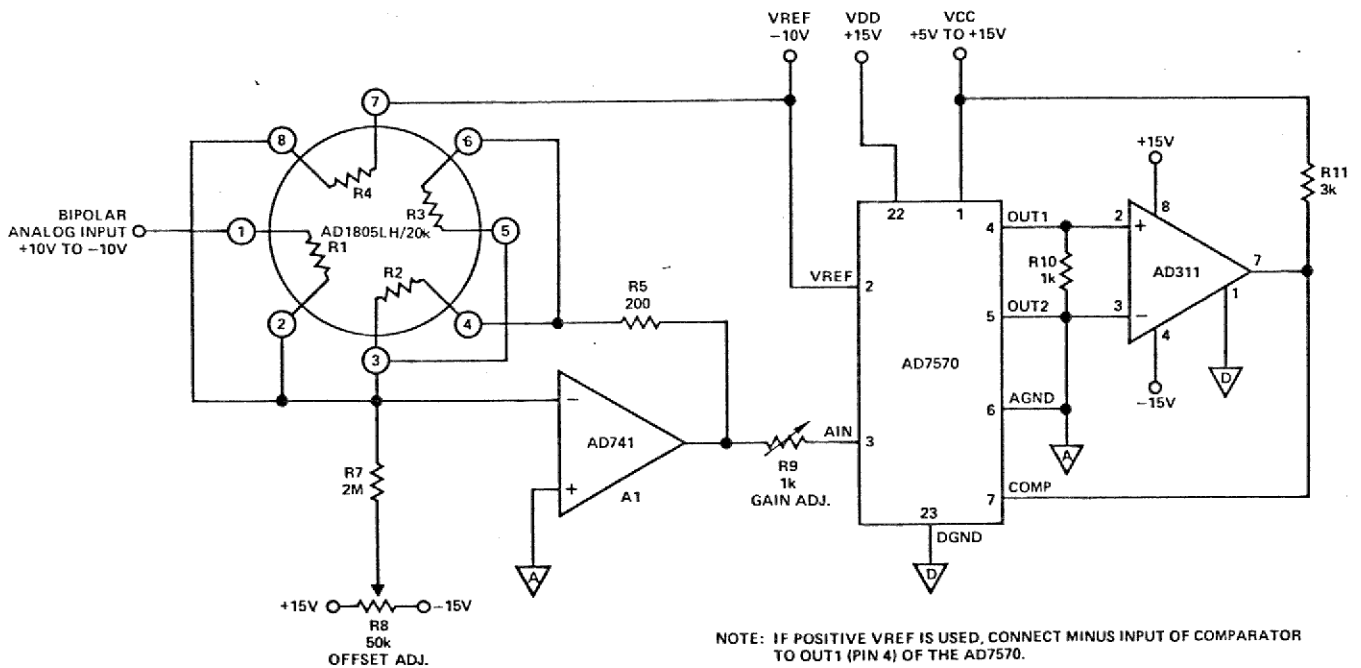 VREF
−10V
VDD
+15V
VCC
+5V TO +15V
7
8
6
R4
R3
+15V
R11
3k
BIPOLAR
ANALOG INPUT
+10V TO −10V
1
AD1805LH/20k
R1
5
22
1
4
OUT1
2
+
8
R2
R10
1k
AD311
7
VREF
2
R5
200
2
4
3
5
OUT2
3
−
1
4
AD7570
−15V
D
−
AD741
+
A1
R7
2M
R9
1k
GAIN ADJ.
AIN
3
6
AGND
A
7
COMP
23
DGND
A
D
+15V
−15V
R8
50k
OFFSET ADJ.
NOTE: IF POSITIVE VREF IS USED, CONNECT MINUS INPUT OF COMPARATOR
TO OUT1 (PIN 4) OF THE AD7570.